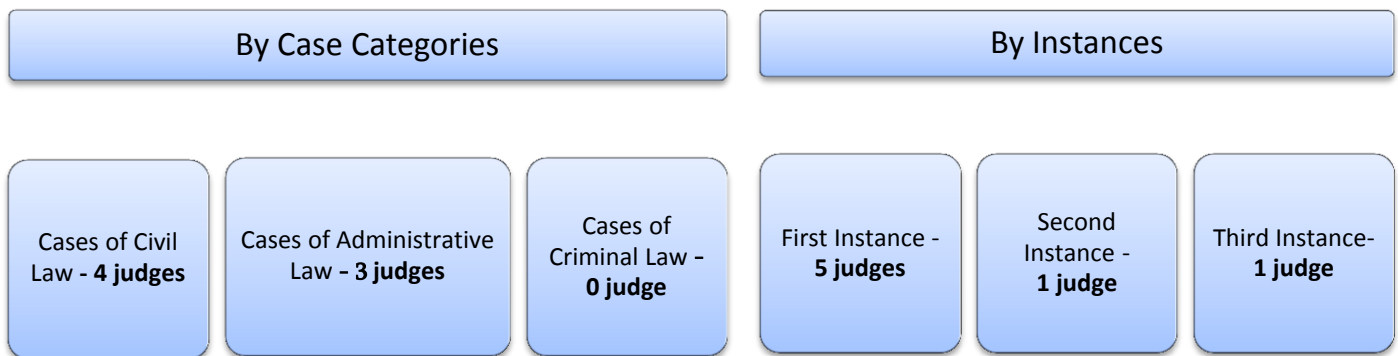 By Case Categories
By Instances
Cases of Civil
Law - 4 judges
Cases of Administrative
Law - 3 judges
Cases of
Criminal Law -
0 judge
First Instance -
5 judges
Second
Instance -
1 judge
Third Instance-
1 judge